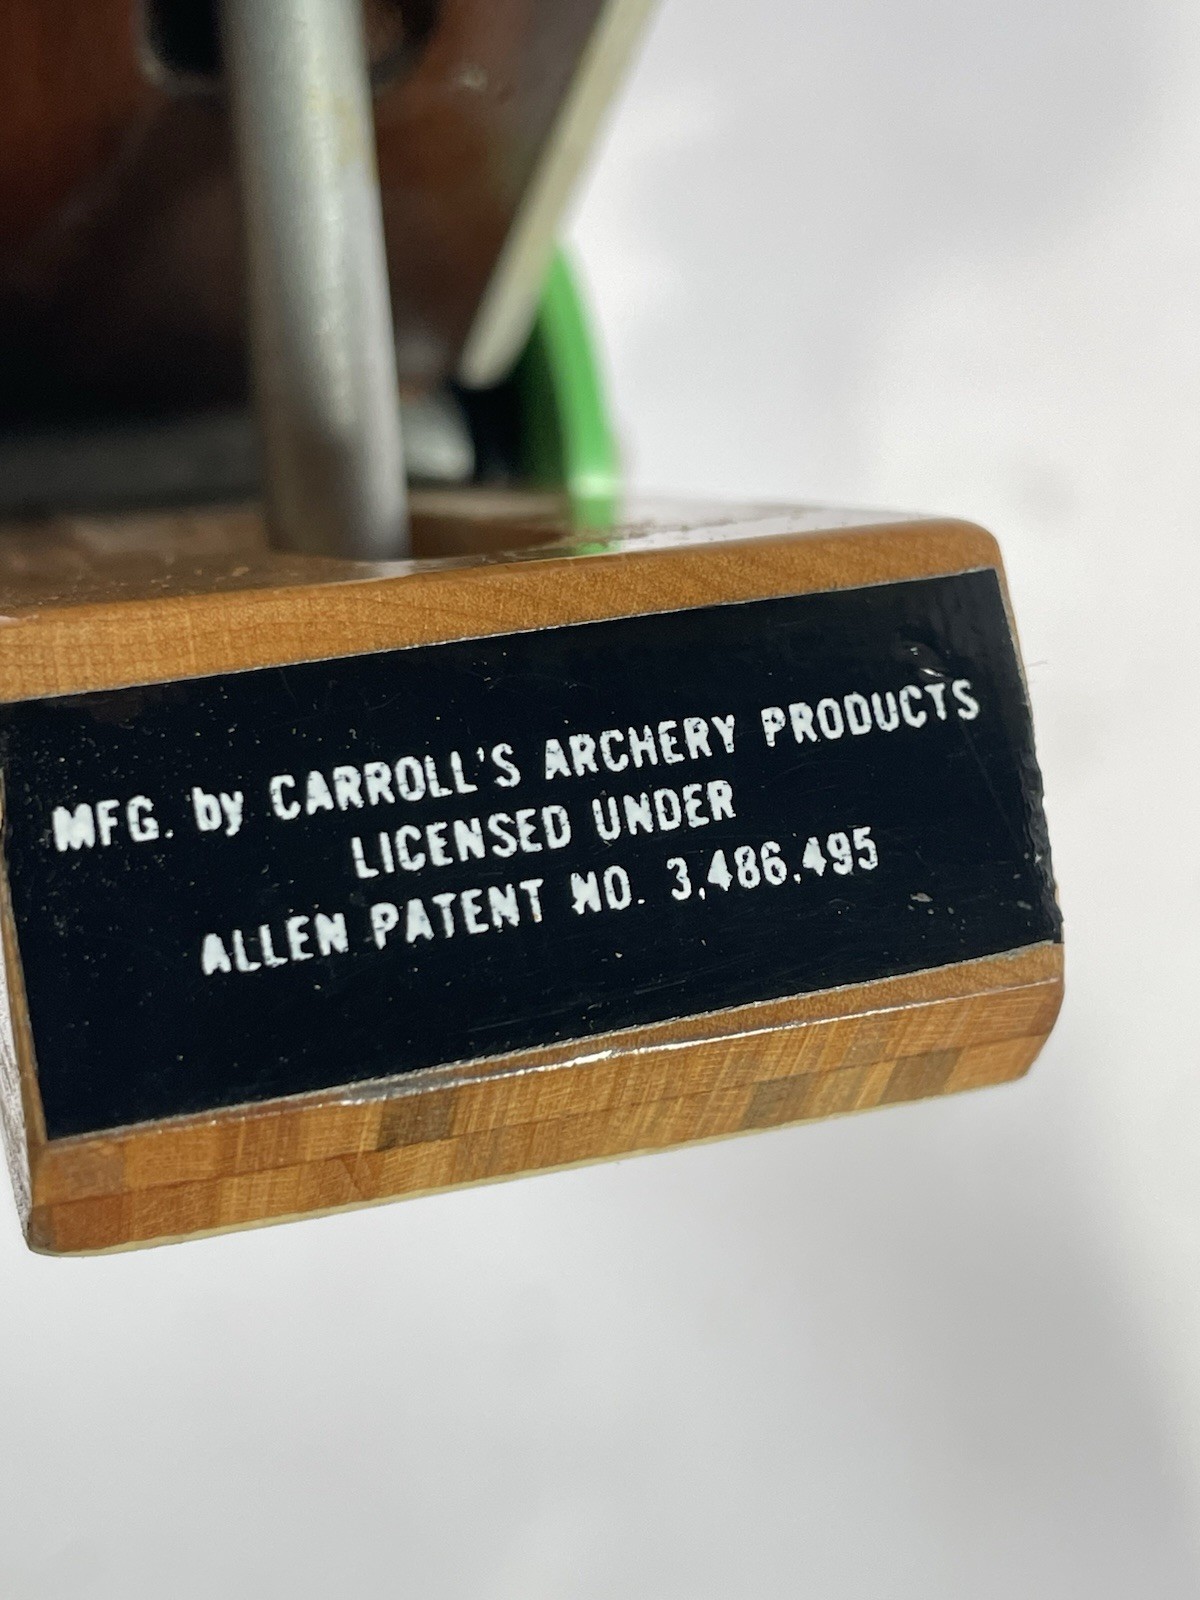 MFG. by CARROLL'S ARCHERY PRODUCTS
LICENSED UNDER
ALLEN PATENT NO. 3,486,495